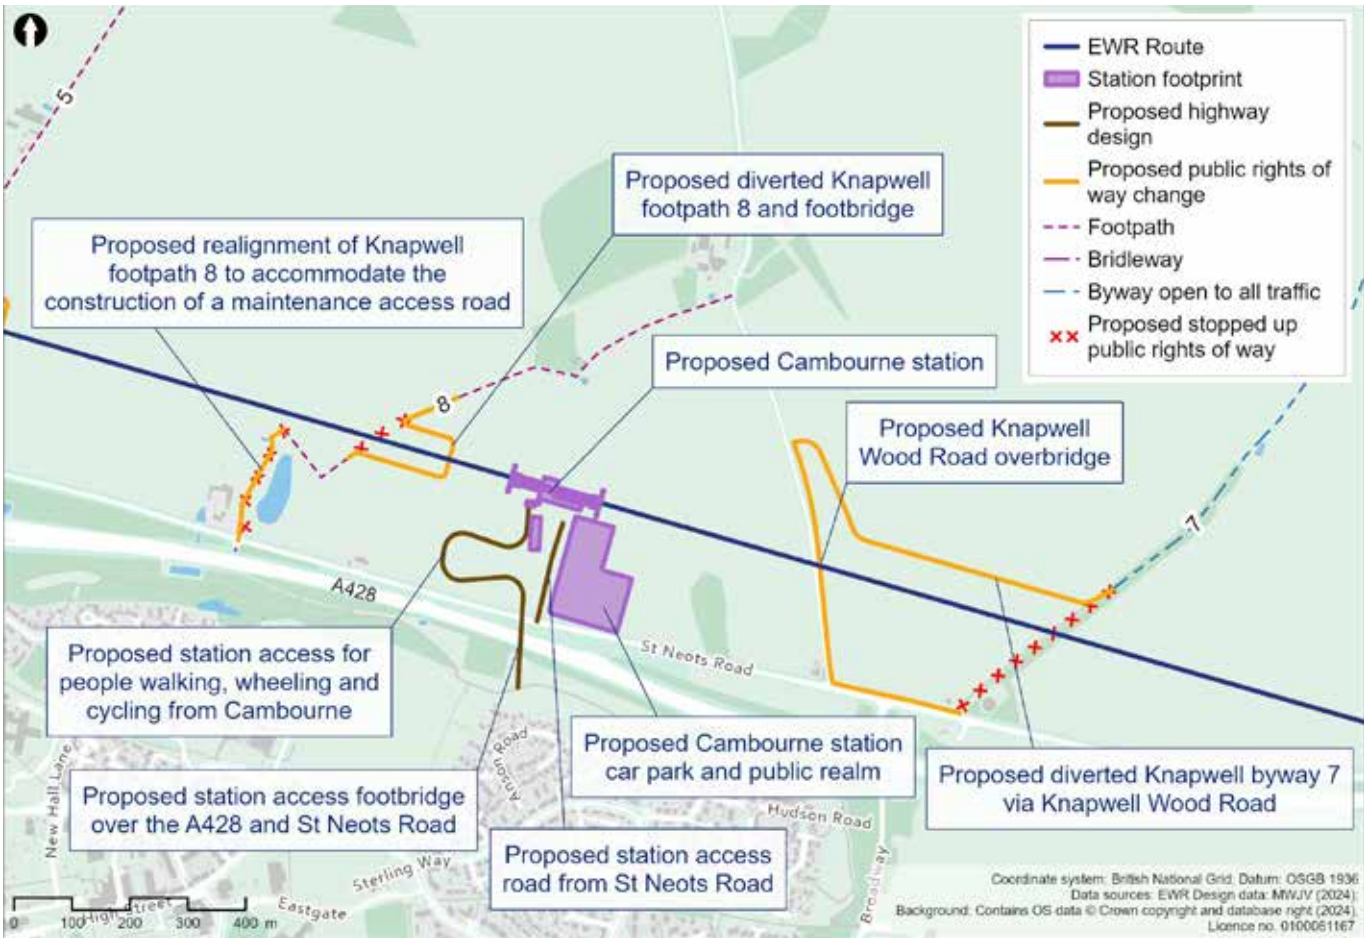 EWR Route
Station footprint
Proposed highway
design
Proposed public rights of
way change
Footpath
Bridleway
Byway open to all traffic
Proposed stopped up
public rights of way
5
Proposed diverted Knapwell
footpath 8 and footbridge
Proposed realignment of Knapwell
footpath 8 to accommodate the
construction of a maintenance access road
Proposed Cambourne station
8
Proposed Knapwell
Wood Road overbridge
7
A428
St Neots Road
Proposed station access for
people walking, wheeling and
cycling from Cambourne
Proposed Cambourne station
car park and public realm
Proposed diverted Knapwell byway 7
via Knapwell Wood Road
Proposed station access footbridge
over the A428 and St Neots Road
Proposed station access
road from St Neots Road
New Hall Lane
Anson Road
Hudson Road
Sterling Way
Broadway
High Street
Eastgate
0 100 200 300 400 m
Coordinate system: British National Grid; Datum: OSGB 1936
Data sources: EWR Design data: MWJV (2024);
Background: Contains OS data © Crown copyright and database right (2024),
Licence no. 0100061167